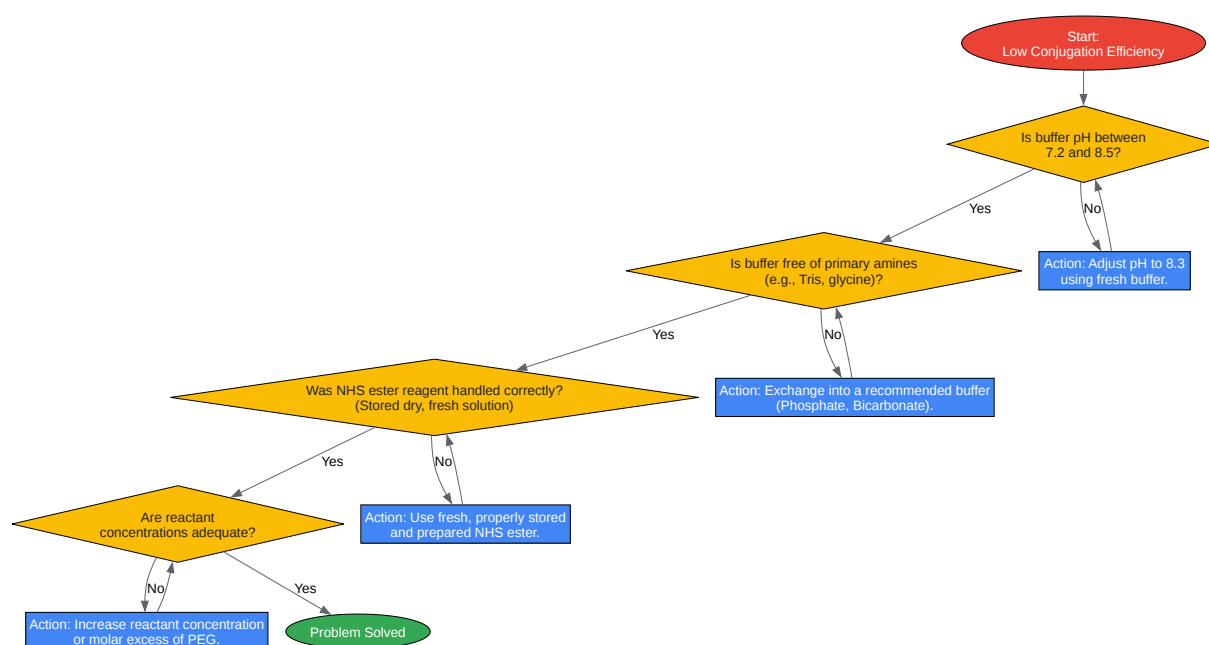 Start:
Low Conjugation Efficiency
Is buffer pH between
7.2 and 8.5?
Yes
No
Action: Adjust pH to 8.3
using fresh buffer.
Is buffer free of primary amines
(e.g., Tris, glycine)?
Yes
No
Action: Exchange into a recommended buffer
(Phosphate, Bicarbonate).
Was NHS ester reagent handled correctly?
(Stored dry, fresh solution)
Yes
No
Action: Use fresh, properly stored
and prepared NHS ester.
Are reactant
concentrations adequate?
No
Yes
Action: Increase reactant concentration
or molar excess of PEG.
Problem Solved